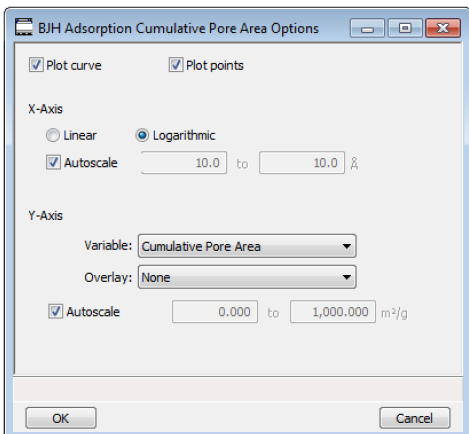 BJH Adsorption Cumulative Pore Area Options
Plot curve Plot points
X-Axis
Linear Logarithmic
Autoscale 10.0 to 10.0 Å
Y-Axis
Variable: Cumulative Pore Area
Overlay: None
Autoscale 0.000 to 1,000.000 m²/g
OK Cancel